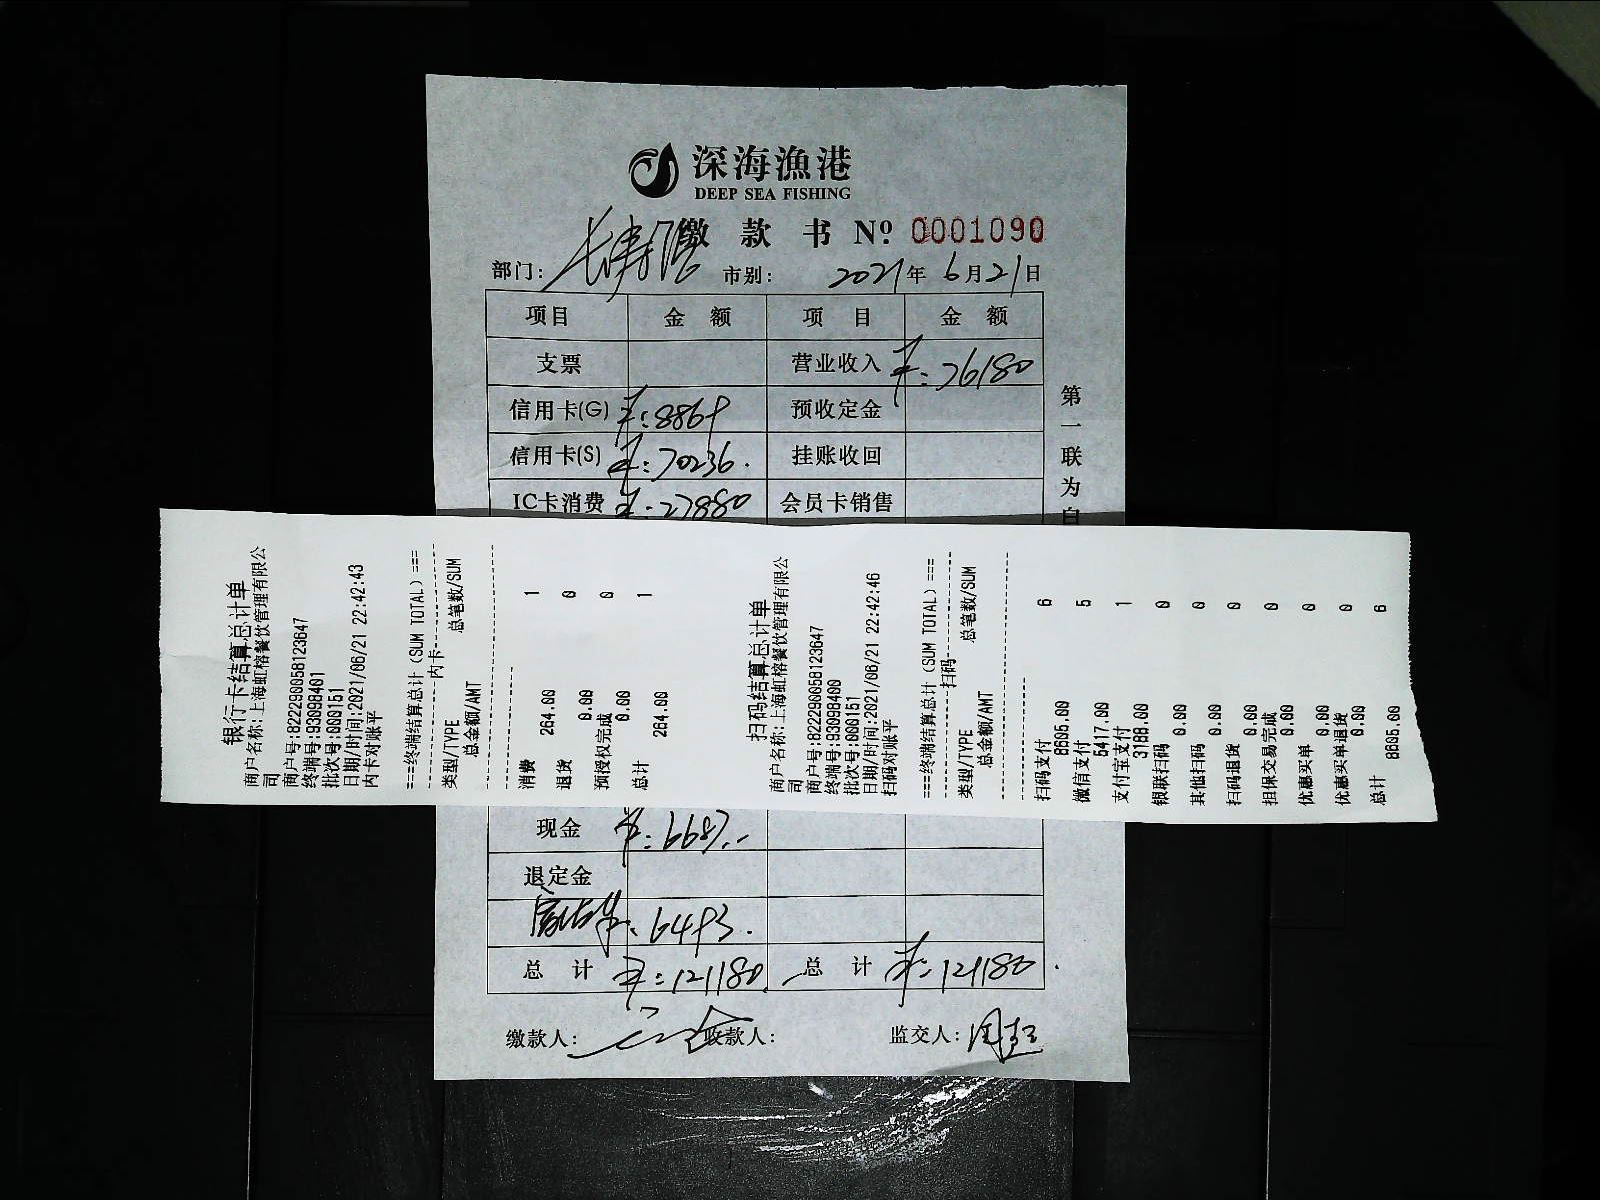 深海漁港
DEEP SEA FISHING
缴款书 Nº 0001090
部门: 市别: 2021年6月21日
项目 金额 项目 金额
支票 营业收入 ¥:26180
信用卡(G) ¥:8869 预收定金
信用卡(S) ¥:70236. 挂账收回
IC卡消费 ¥:27880 会员卡销售
第一联为白
银行卡结算总计单
商户名称:上海虹榕餐饮管理有限公
司
商户号:822290058123647
终端号:93098401
批次号:000151
日期/时间:2021/06/21 22:42:43
内卡对账平
===终端结算总计(SUM TOTAL)===
内卡
类型/TYPE 总笔数/SUM
总金额/AMT
消费 1
264.00
退货 0
0.00
预授权完成 0
0.00
总计 1
264.00
扫码结算总计单
商户名称:上海虹榕餐饮管理有限公
司
商户号:822290058123647
终端号:93098400
批次号:000151
日期/时间:2021/06/21 22:42:46
扫码对账平
===终端结算总计(SUM TOTAL)===
扫码
类型/TYPE 总笔数/SUM
总金额/AMT
扫码支付 6
8605.00
微信支付 5
5417.00
支付宝支付 1
3188.00
银联扫码 0
0.00
其他扫码 0
0.00
扫码退货 0
0.00
担保交易完成 0
0.00
优惠买单 0
0.00
优惠买单退货 0
0.00
总计 6
8605.00
现金 ¥:6687.-
退定金
¥:6493.
总计 ¥:121180. 总计 ¥:121180.
缴款人: 收款人: 监交人: